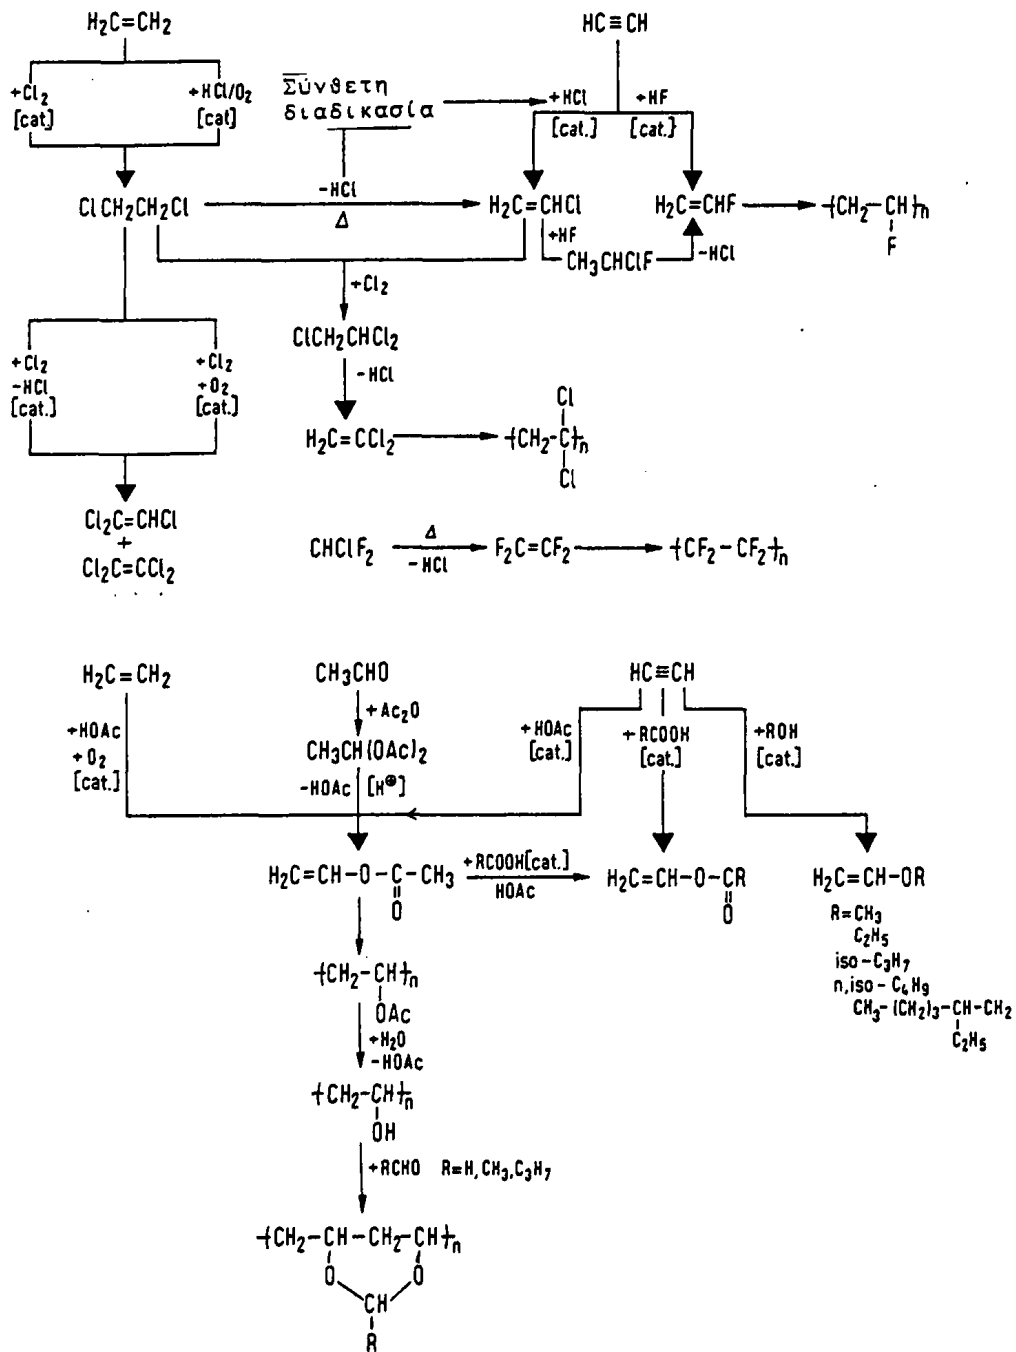 H₂C=CH₂
HC≡CH
+Cl₂
[cat.]
+HCl/O₂
[cat]
Σύνθετη
διαδικασία
+HCl
[cat.]
+HF
[cat.}
ClCH₂CH₂Cl
-HCl
Δ
H₂C=CHCl
H₂C=CHF
-(CH₂-CH)ₙ
F
+HF
CH₃CHClF
-HCl
+Cl₂
ClCH₂CHCl₂
-HCl
+Cl₂
-HCl
[cat.]
+Cl₂
+O₂
[cat.]
H₂C=CCl₂
Cl
-(CH₂-C)ₙ
Cl
Cl₂C=CHCl
+
Cl₂C=CCl₂
CHClF₂
Δ
-HCl
F₂C=CF₂
-(CF₂-CF₂)ₙ
H₂C=CH₂
CH₃CHO
HC≡CH
+HOAc
+O₂
[cat.]
+Ac₂O
CH₃CH(OAc)₂
-HOAc [H⊕]
+HOAc
[cat.]
+RCOOH
[cat.]
+ROH
[cat.]
H₂C=CH-O-C-CH₃
O
+RCOOH[cat.]
HOAc
H₂C=CH-O-CR
O
H₂C=CH-OR
R=CH₃
C₂H₅
iso-C₃H₇
n,iso-C₄H₉
CH₃-(CH₂)₃-CH-CH₂
C₂H₅
-(CH₂-CH)ₙ
OAc
+H₂O
-HOAc
-(CH₂-CH)ₙ
OH
+RCHO R=H,CH₃,C₃H₇
-(CH₂-CH-CH₂-CH)ₙ
O O
CH
R